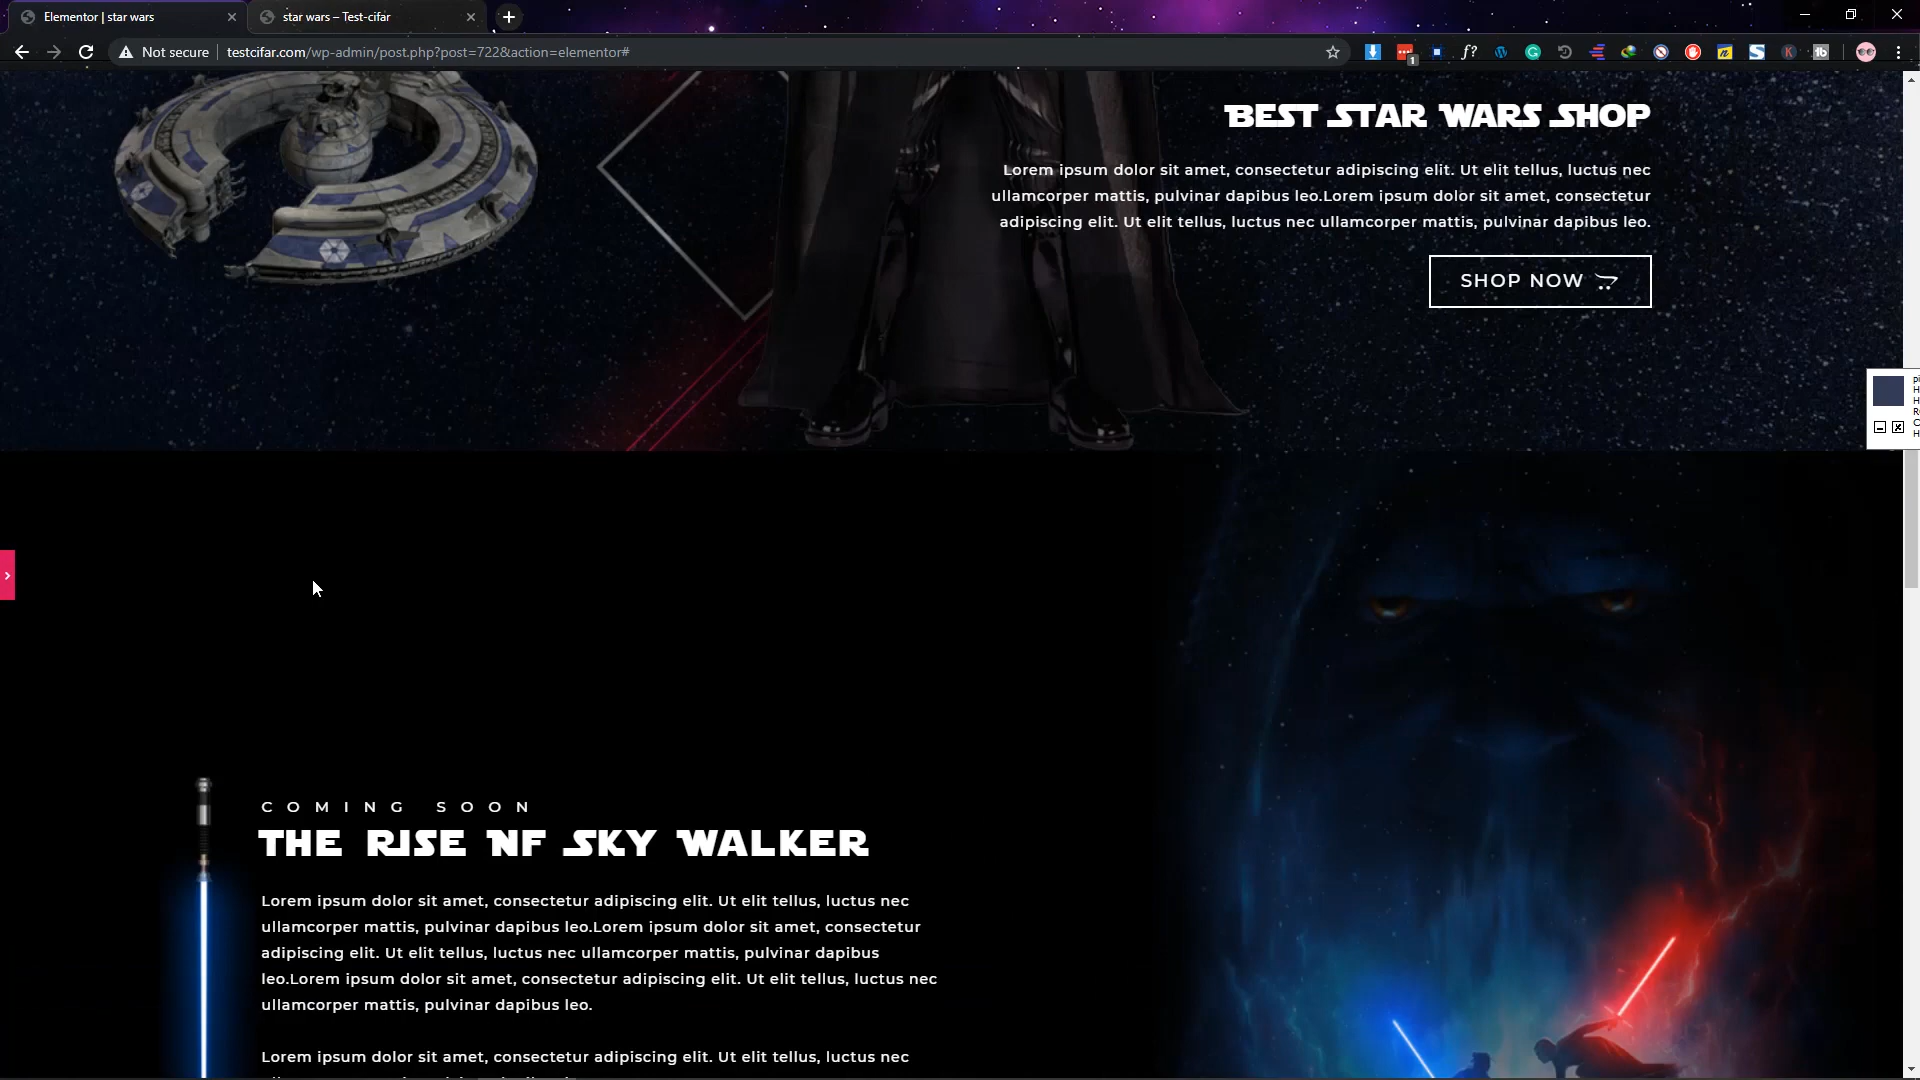 Elementor | star wars
star wars – Test-cifar
Not secure
testcifar.com/wp-admin/post.php?post=722&action=elementor#
f?
1
BEST STAR WARS SHOP
Lorem ipsum dolor sit amet, consectetur adipiscing elit. Ut elit tellus, luctus nec
ullamcorper mattis, pulvinar dapibus leo.Lorem ipsum dolor sit amet, consectetur
adipiscing elit. Ut elit tellus, luctus nec ullamcorper mattis, pulvinar dapibus leo.
SHOP NOW
COMING SOON
THE RISE NF SKY WALKER
Lorem ipsum dolor sit amet, consectetur adipiscing elit. Ut elit tellus, luctus nec
ullamcorper mattis, pulvinar dapibus leo.Lorem ipsum dolor sit amet, consectetur
adipiscing elit. Ut elit tellus, luctus nec ullamcorper mattis, pulvinar dapibus
leo.Lorem ipsum dolor sit amet, consectetur adipiscing elit. Ut elit tellus, luctus nec
ullamcorper mattis, pulvinar dapibus leo.
Lorem ipsum dolor sit amet, consectetur adipiscing elit. Ut elit tellus, luctus nec